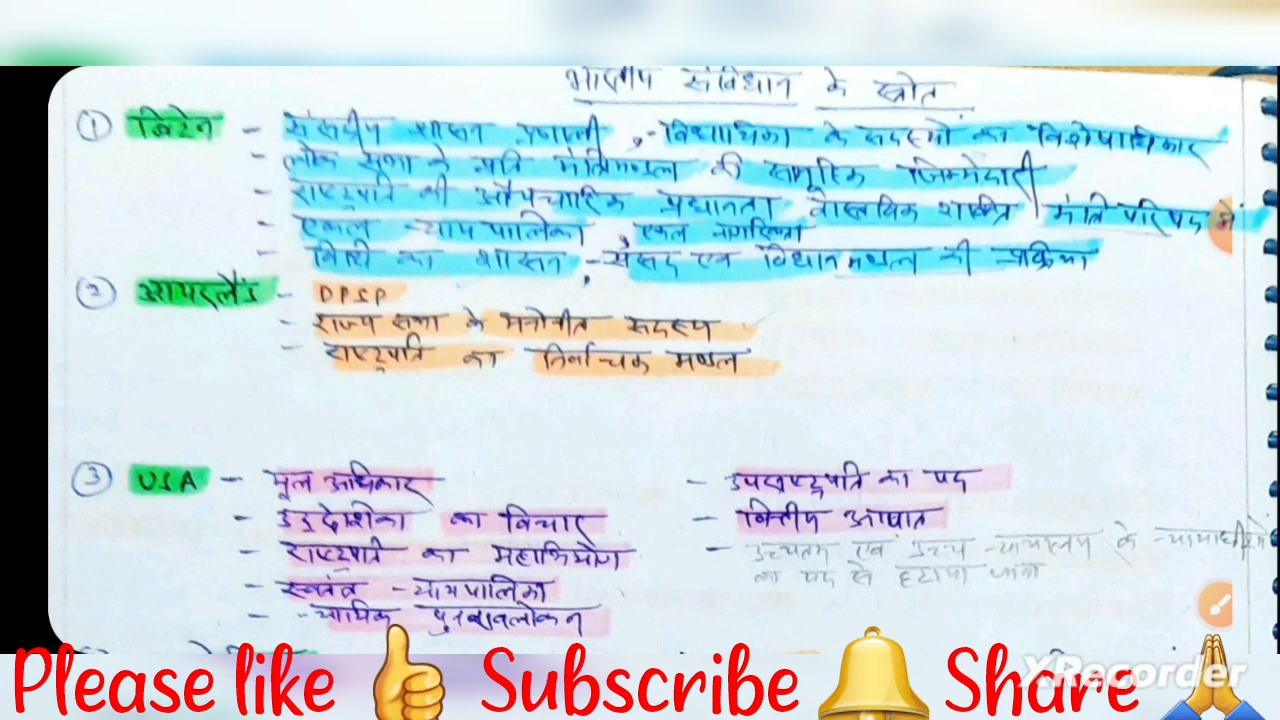 भारतीय संविधान के स्रोत
① ब्रिटेन - संसदीय शासन प्रणाली, - विधायिका के सदस्यों का विशेषाधिकार
- लोक सभा के प्रति मंत्रिमण्डल की सामूहिक जिम्मेदारी
- राष्ट्रपति की औपचारिक प्रधानता वास्तविक शक्ति मंत्रिपरिषद में
- एकल न्यायपालिका, एकल नागरिकता
- विधि का शासन, - संसद एवं विधानमण्डल की प्रक्रिया
② आयरलैंड - DPSP
- राज्य सभा के मनोनीत सदस्य
- राष्ट्रपति का निर्वाचक मण्डल
③ USA - मूल अधिकार - उपराष्ट्रपति का पद
- उद्देशिका का विचार - वित्तीय आपात
- राष्ट्रपति का महाभियोग - उच्चतम एवं उच्च न्यायालय के न्यायाधीशों
को पद से हटाया जाना
- स्वतंत्र न्यायपालिका
- न्यायिक पुनरावलोकन
Please like Subscribe Share
XRecorder